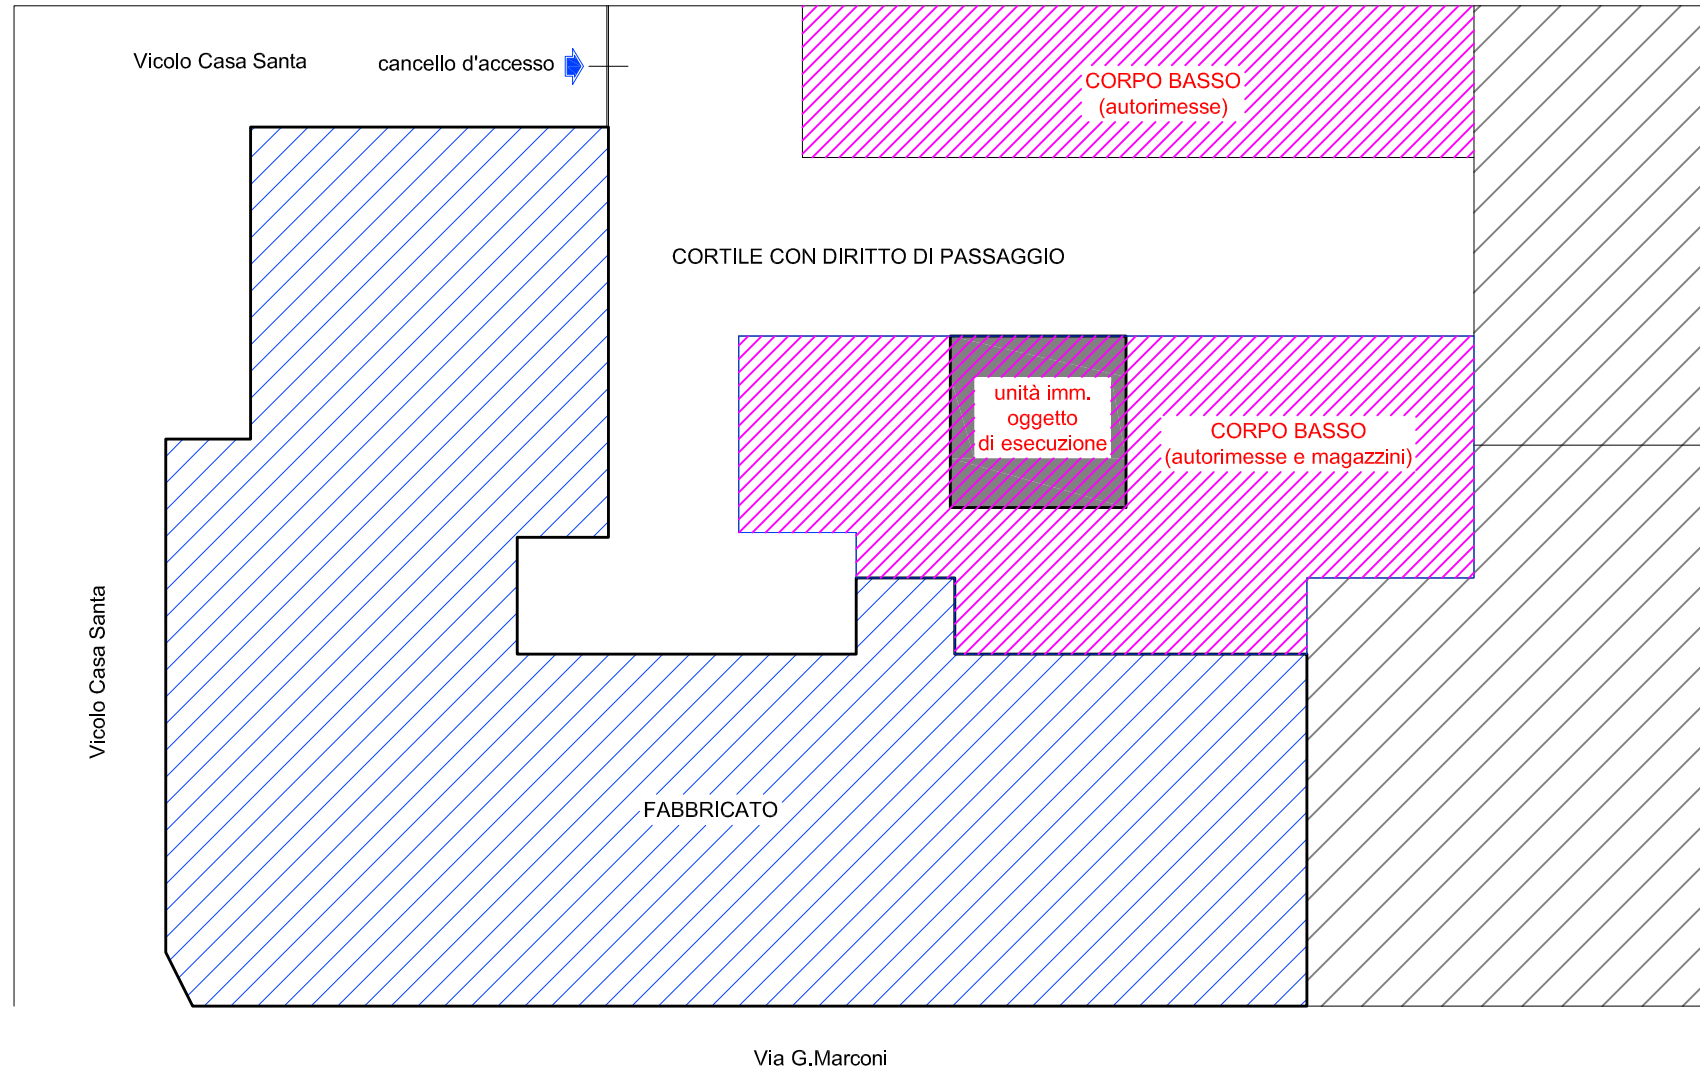 Vicolo Casa Santa
cancello d'accesso
CORPO BASSO
(autorimesse)
CORTILE CON DIRITTO DI PASSAGGIO
unità imm.
oggetto
di esecuzione
CORPO BASSO
(autorimesse e magazzini)
Vicolo Casa Santa
FABBRICATO
Via G.Marconi